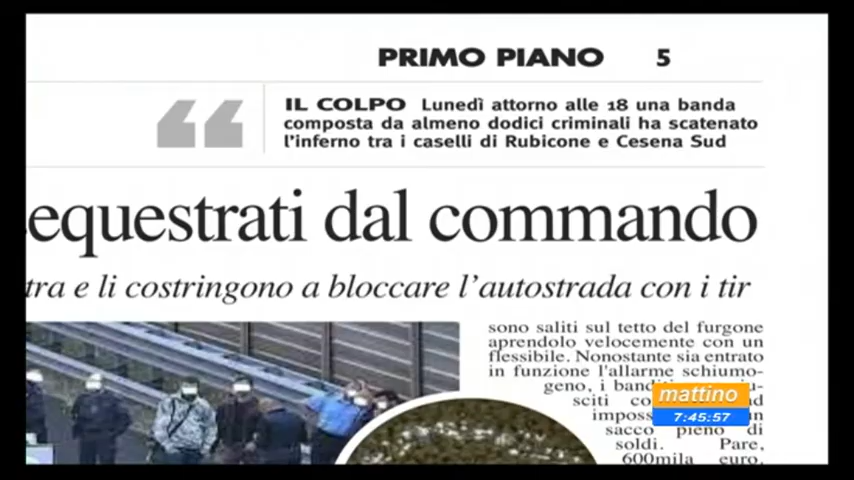 PRIMO PIANO 5
“
IL COLPO Lunedì attorno alle 18 una banda
composta da almeno dodici criminali ha scatenato
l'inferno tra i caselli di Rubicone e Cesena Sud
equestrati dal commando
tra e li costringono a bloccare l'autostrada con i tir
sono saliti sul tetto del furgone
aprendolo velocemente con un
flessibile. Nonostante sia entrato
in funzione l'allarme schiumo-
geno, i
sciti
sacco pieno di
soldi. Pare,
600mila euro.
mattino
7:45:57